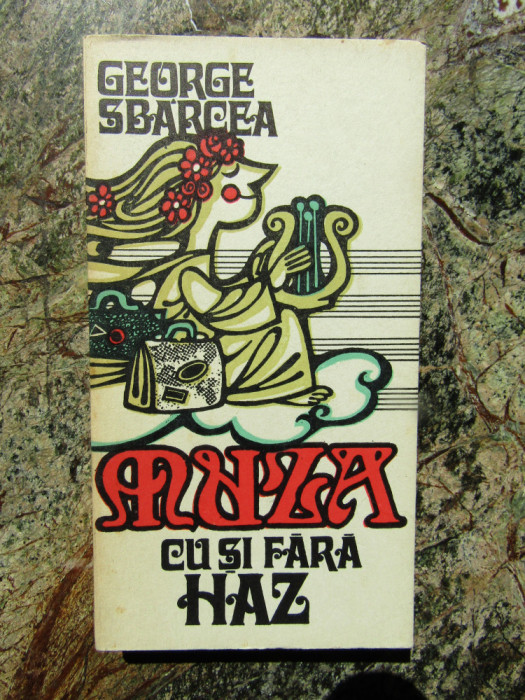 GEORGE
SBÂRCEA
MUZA
CU ȘI FĂRĂ
HAZ